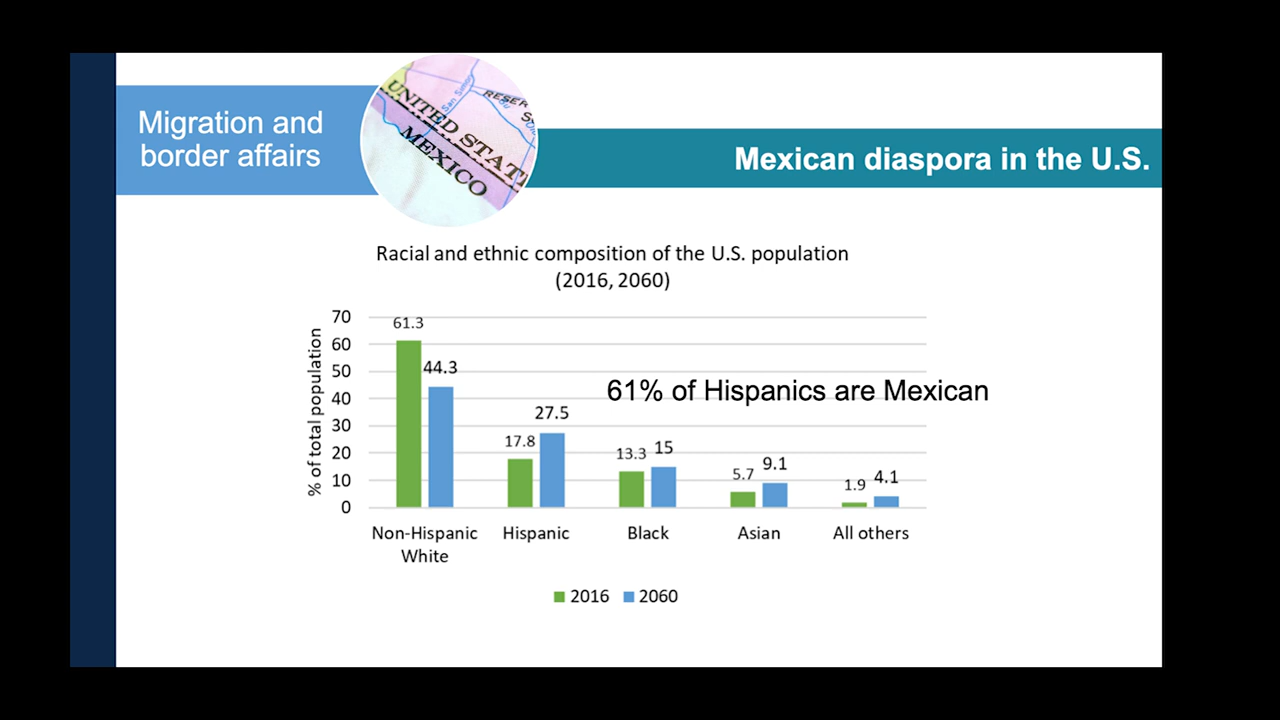 Migration and
border affairs
UNITED STAT
MEXICO
San Simon
RESER
Mexican diaspora in the U.S.
Racial and ethnic composition of the U.S. population
(2016, 2060)
% of total population
70
60
50
40
30
20
10
0
61.3
44.3
17.8
27.5
13.3
15
5.7
9.1
1.9
4.1
61% of Hispanics are Mexican
Non-Hispanic
White
Hispanic
Black
Asian
All others
2016
2060